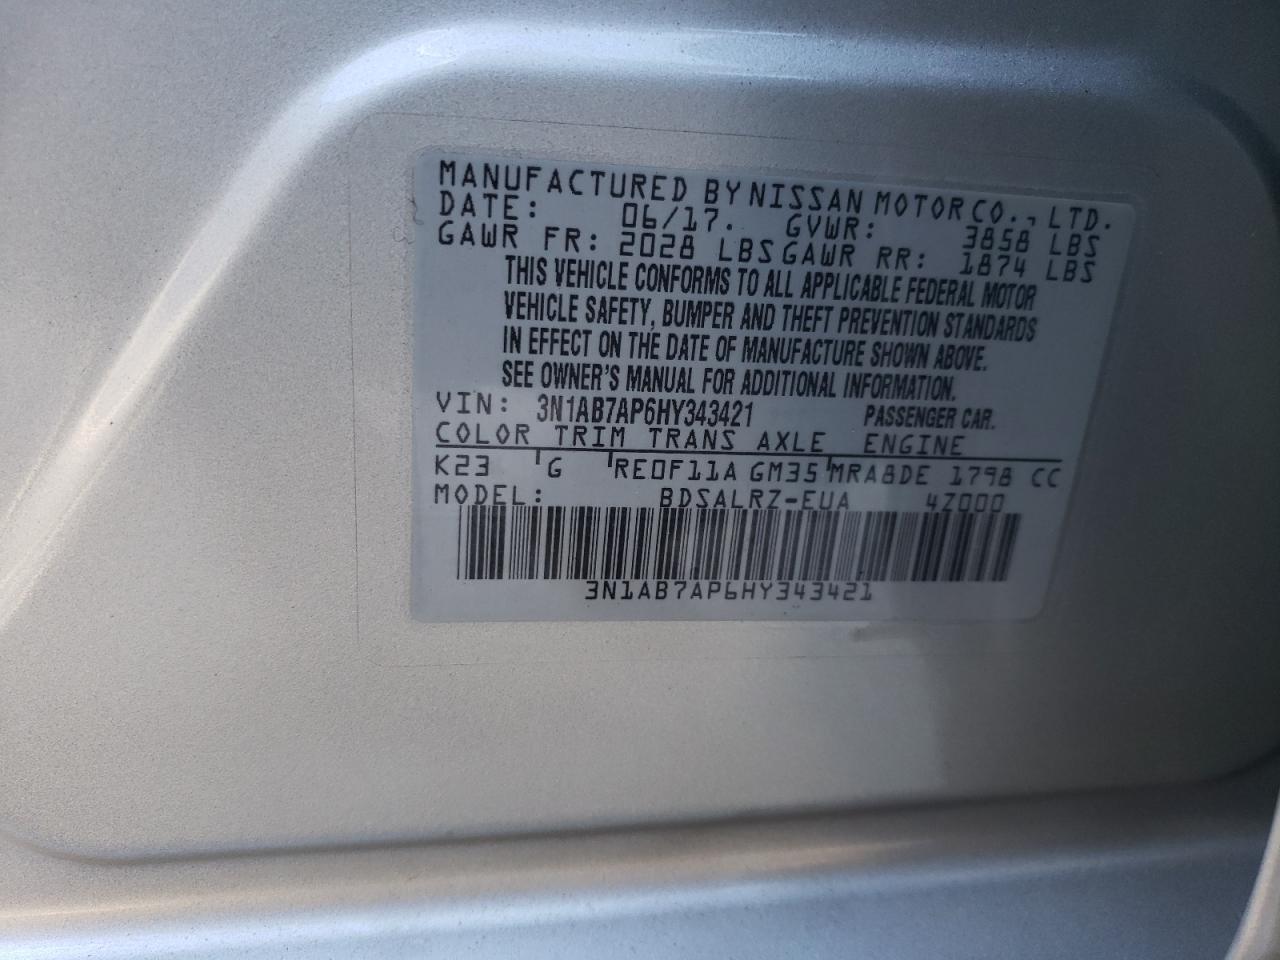 MANUFACTURED BY NISSAN MOTOR CO., LTD.
DATE: 06/17. GVWR: 3858 LBS
GAWR FR: 2028 LBS GAWR RR: 1874 LBS
THIS VEHICLE CONFORMS TO ALL APPLICABLE FEDERAL MOTOR
VEHICLE SAFETY, BUMPER AND THEFT PREVENTION STANDARDS
IN EFFECT ON THE DATE OF MANUFACTURE SHOWN ABOVE.
SEE OWNER'S MANUAL FOR ADDITIONAL INFORMATION.
VIN: 3N1AB7AP6HY343421 PASSENGER CAR.
COLOR TRIM TRANS AXLE ENGINE
K23 G RE0F11A GM35 MRA8DE 1798 CC
MODEL: BDSALRZ-EUA 4Z000
3N1AB7AP6HY343421